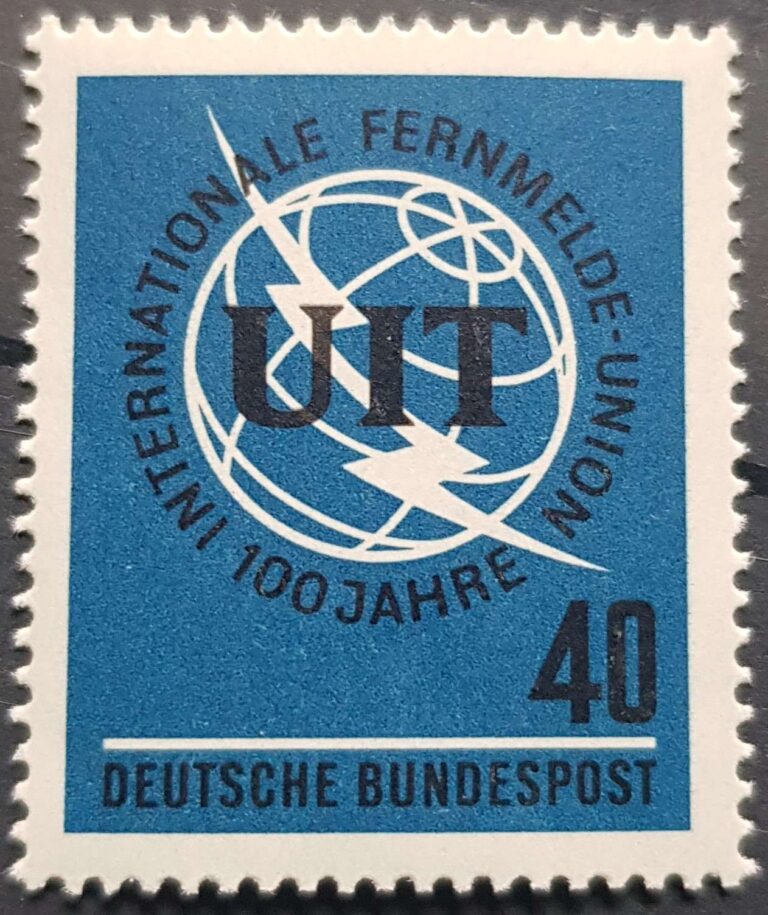 100 JAHRE INTERNATIONALE FERNMELDE-UNION
UIT
40
DEUTSCHE BUNDESPOST